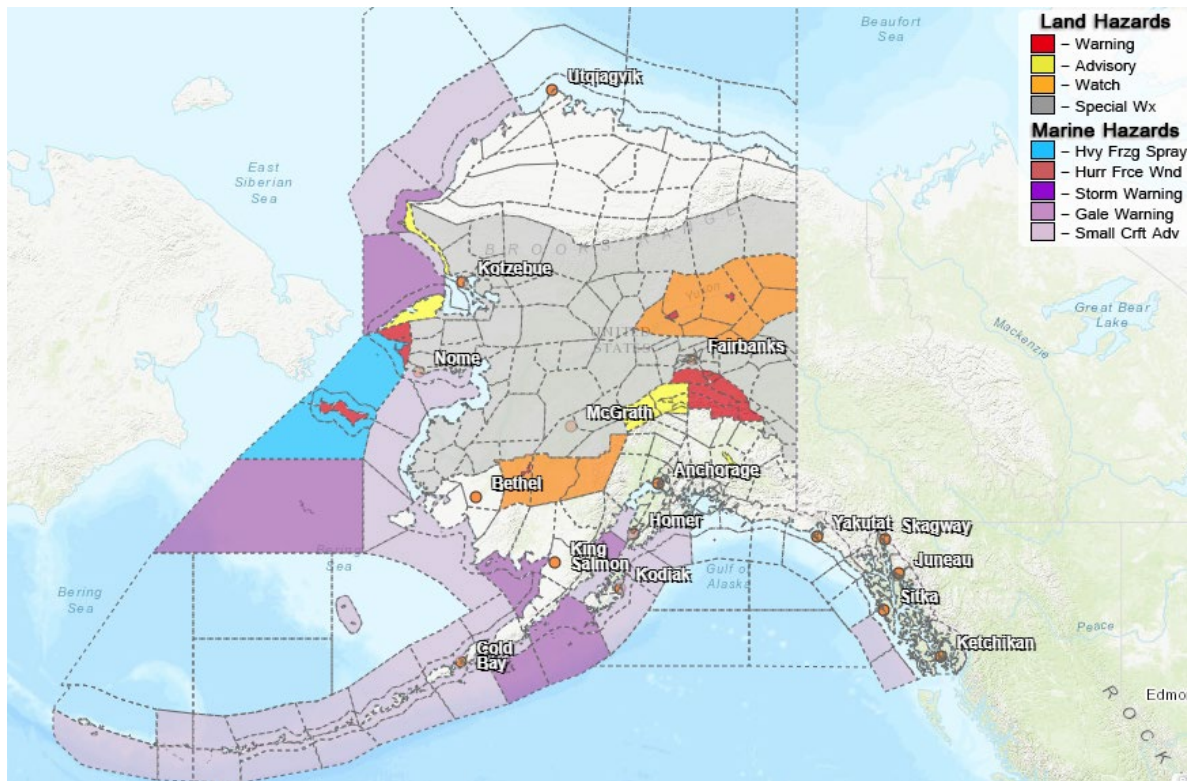 Beaufort
Sea
Land Hazards
– Warning
– Advisory
– Watch
– Special Wx
Marine Hazards
– Hvy Frzg Spray
– Hurr Frce Wnd
– Storm Warning
– Gale Warning
– Small Crft Adv
Utqiagvik
East
Siberian
Sea
BROOKS RANGE
Kotzebue
Yukon
Great Bear
Lake
Mackenzie
UNITED
STATES
Fairbanks
Nome
McGrath
Anchorage
Bethel
Homer
Yakutat
Skagway
King
Salmon
Juneau
Bering
Sea
Kodiak
Gulf of
Alaska
Bering
Sea
Sitka
Peace
Cold
Bay
Ketchikan
Edmo
ROCK